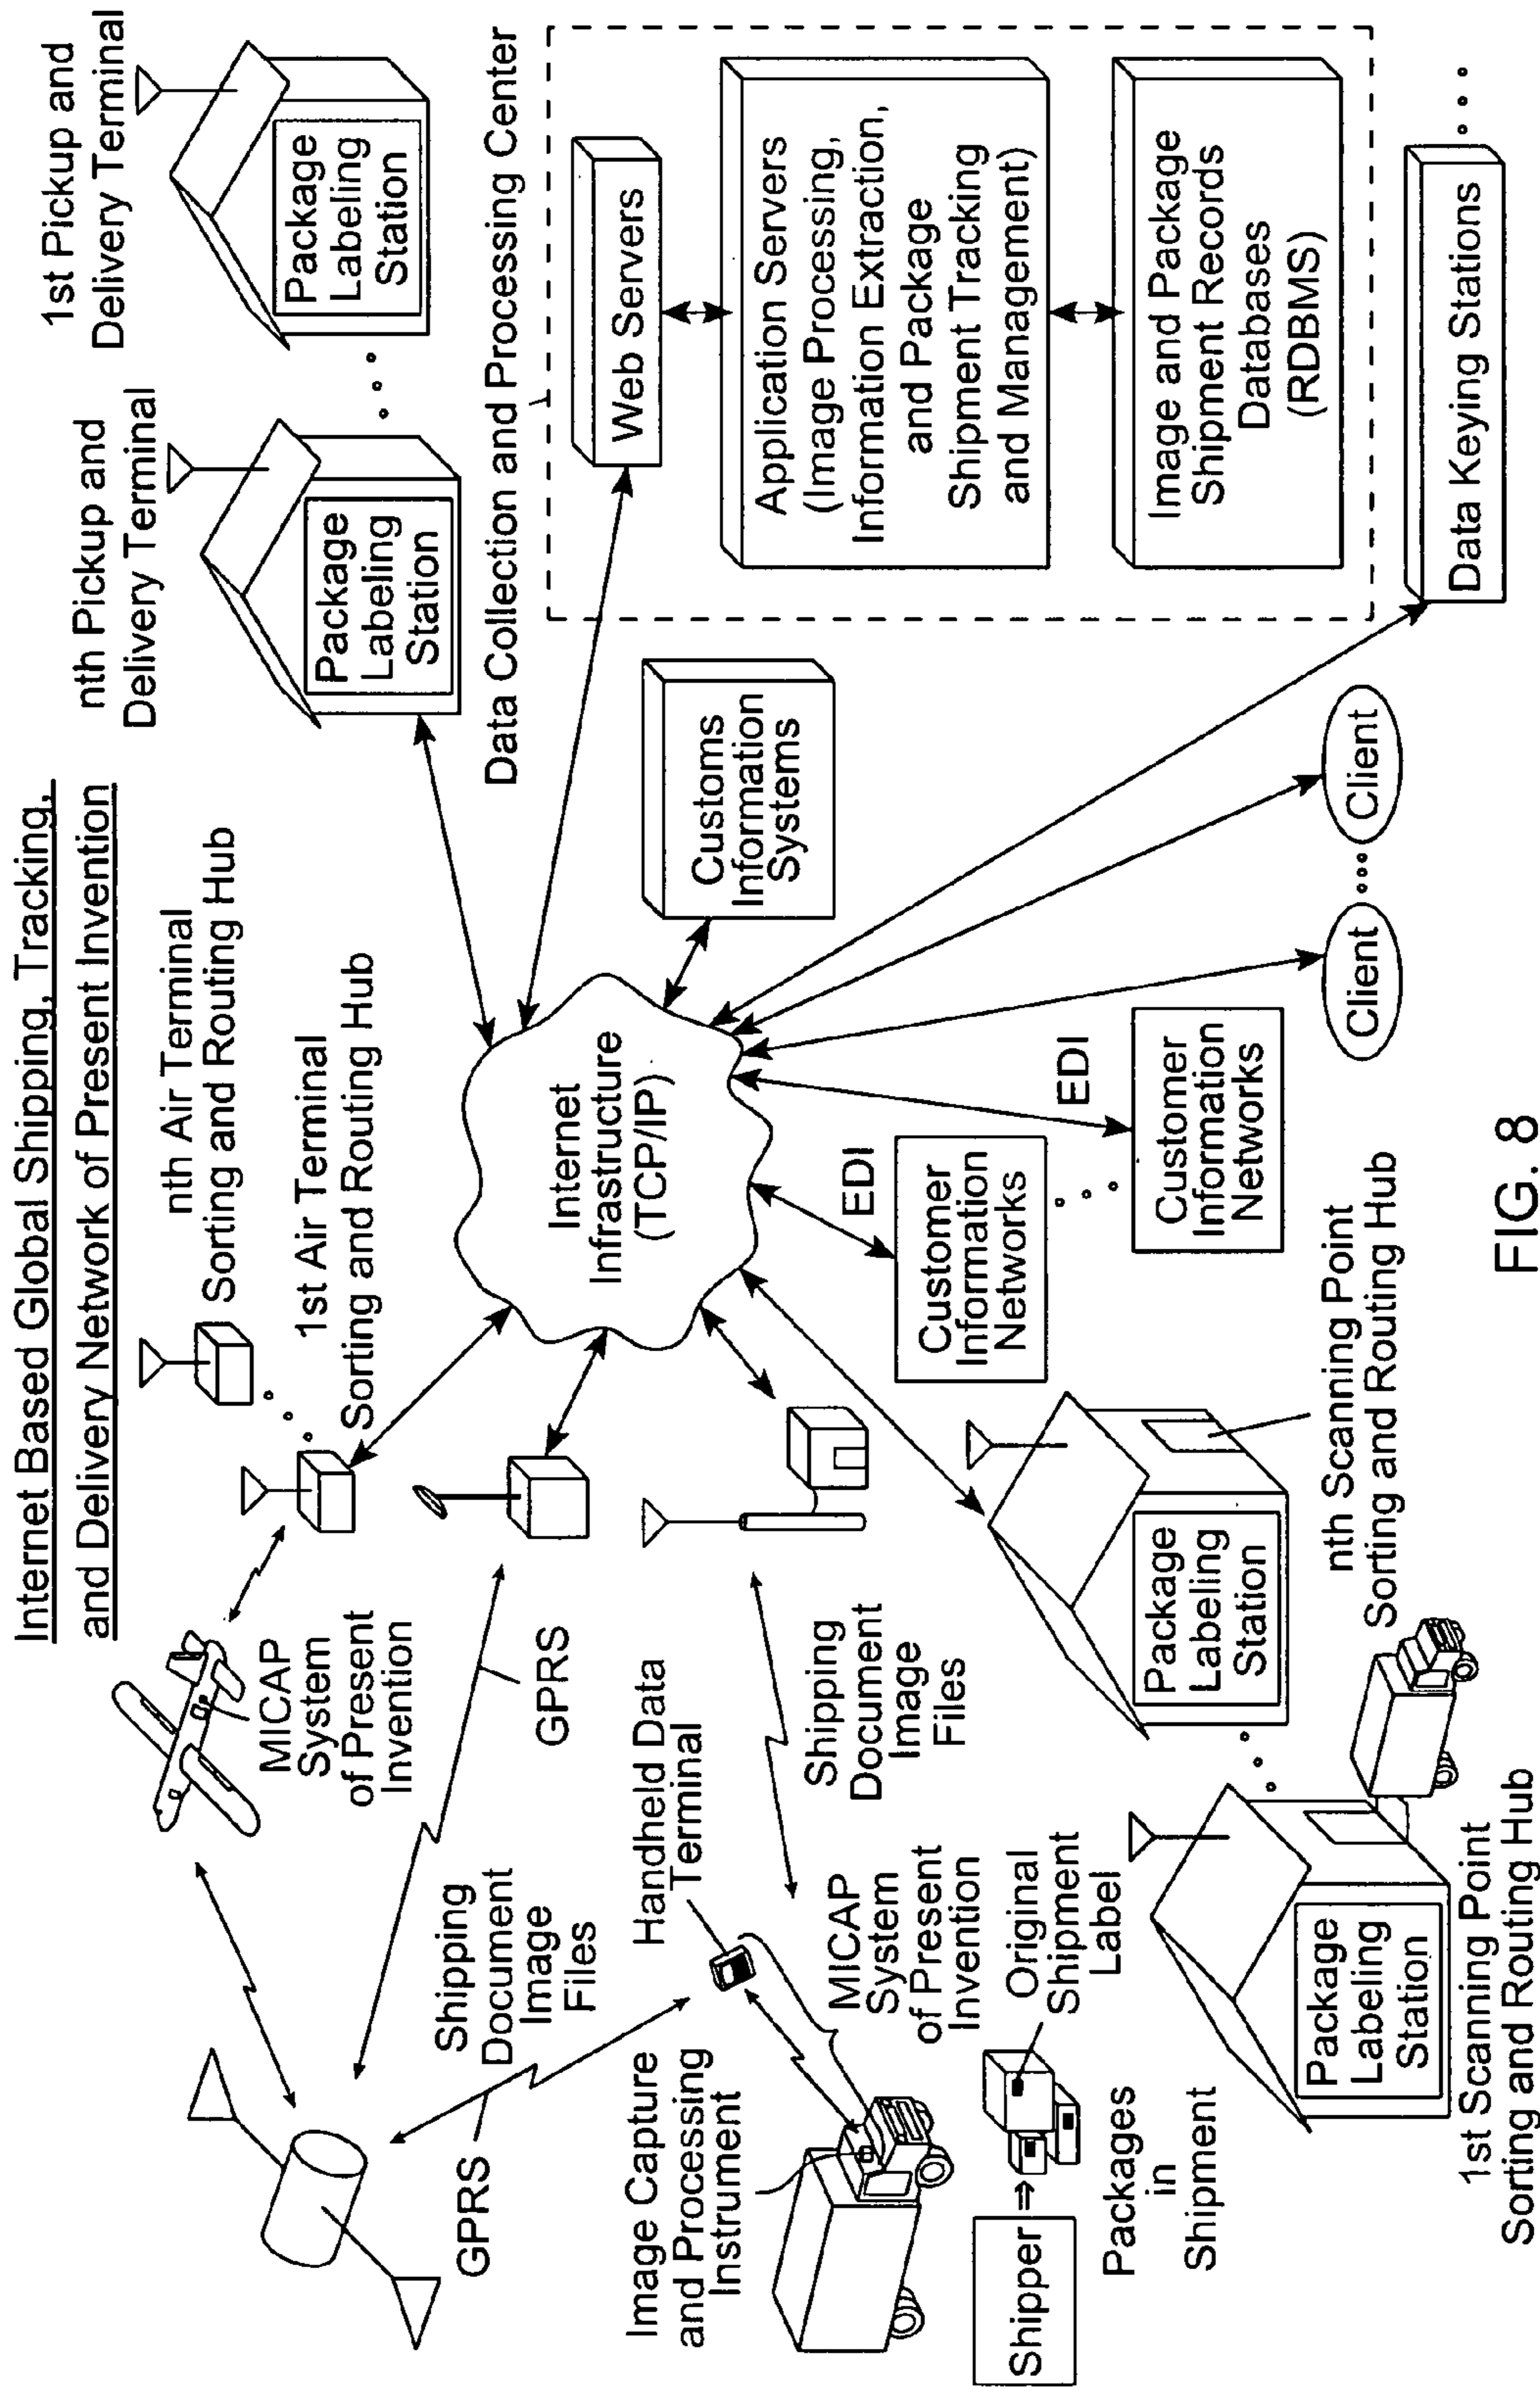 Internet Based Global Shipping, Tracking,
and Delivery Network of Present Invention
1st Pickup and
Delivery Terminal
Package
Labeling
Station
nth Pickup and
Delivery Terminal
Package
Labeling
Station
nth Air Terminal
Sorting and Routing Hub
1st Air Terminal
Sorting and Routing Hub
MICAP
System
of Present
Invention
GPRS
Shipping
Document
Image
Files
GPRS
Handheld Data
Terminal
Image Capture
and Processing
Instrument
Shipping
Document
Image
Files
MICAP
System
of Present
Invention
Original
Shipment
Label
Shipper ⇒
Packages
in
Shipment
Internet
Infrastructure
(TCP/IP)
Data Collection and Processing Center
Web Servers
Application Servers
(Image Processing,
Information Extraction,
and Package
Shipment Tracking
and Management)
Image and Package
Shipment Records
Databases
(RDBMS)
Customs
Information
Systems
Data Keying Stations
Client
Client
EDI
Customer
Information
Networks
EDI
Customer
Information
Networks
Package
Labeling
Station
nth Scanning Point
Sorting and Routing Hub
Package
Labeling
Station
1st Scanning Point
Sorting and Routing Hub
FIG. 8